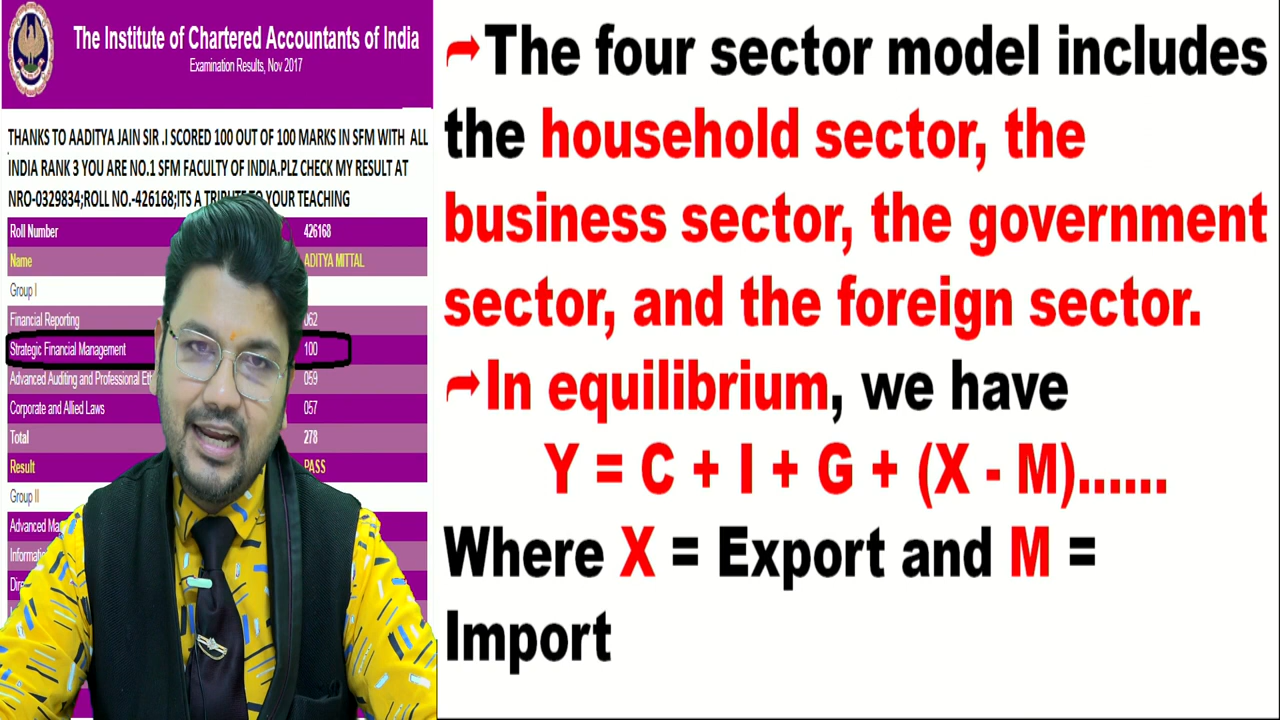 The Institute of Chartered Accountants of India
Examination Results, Nov 2017
THANKS TO AADITYA JAIN SIR .I SCORED 100 OUT OF 100 MARKS IN SFM WITH ALL
INDIA RANK 3 YOU ARE NO.1 SFM FACULTY OF INDIA.PLZ CHECK MY RESULT AT
NRO-0329834;ROLL NO.-426168;ITS A YOUR TEACHING
Roll Number 426168
Name ADITYA MITTAL
Group I
Financial Reporting 062
Strategic Financial Management 100
Advanced Auditing and Professional 059
Corporate and Allied Laws 057
Total 278
Result PASS
Group II
Advanced
➦The four sector model includes
the household sector, the
business sector, the government
sector, and the foreign sector.
➦In equilibrium, we have
Y = C + I + G + (X - M)......
Where X = Export and M =
Import